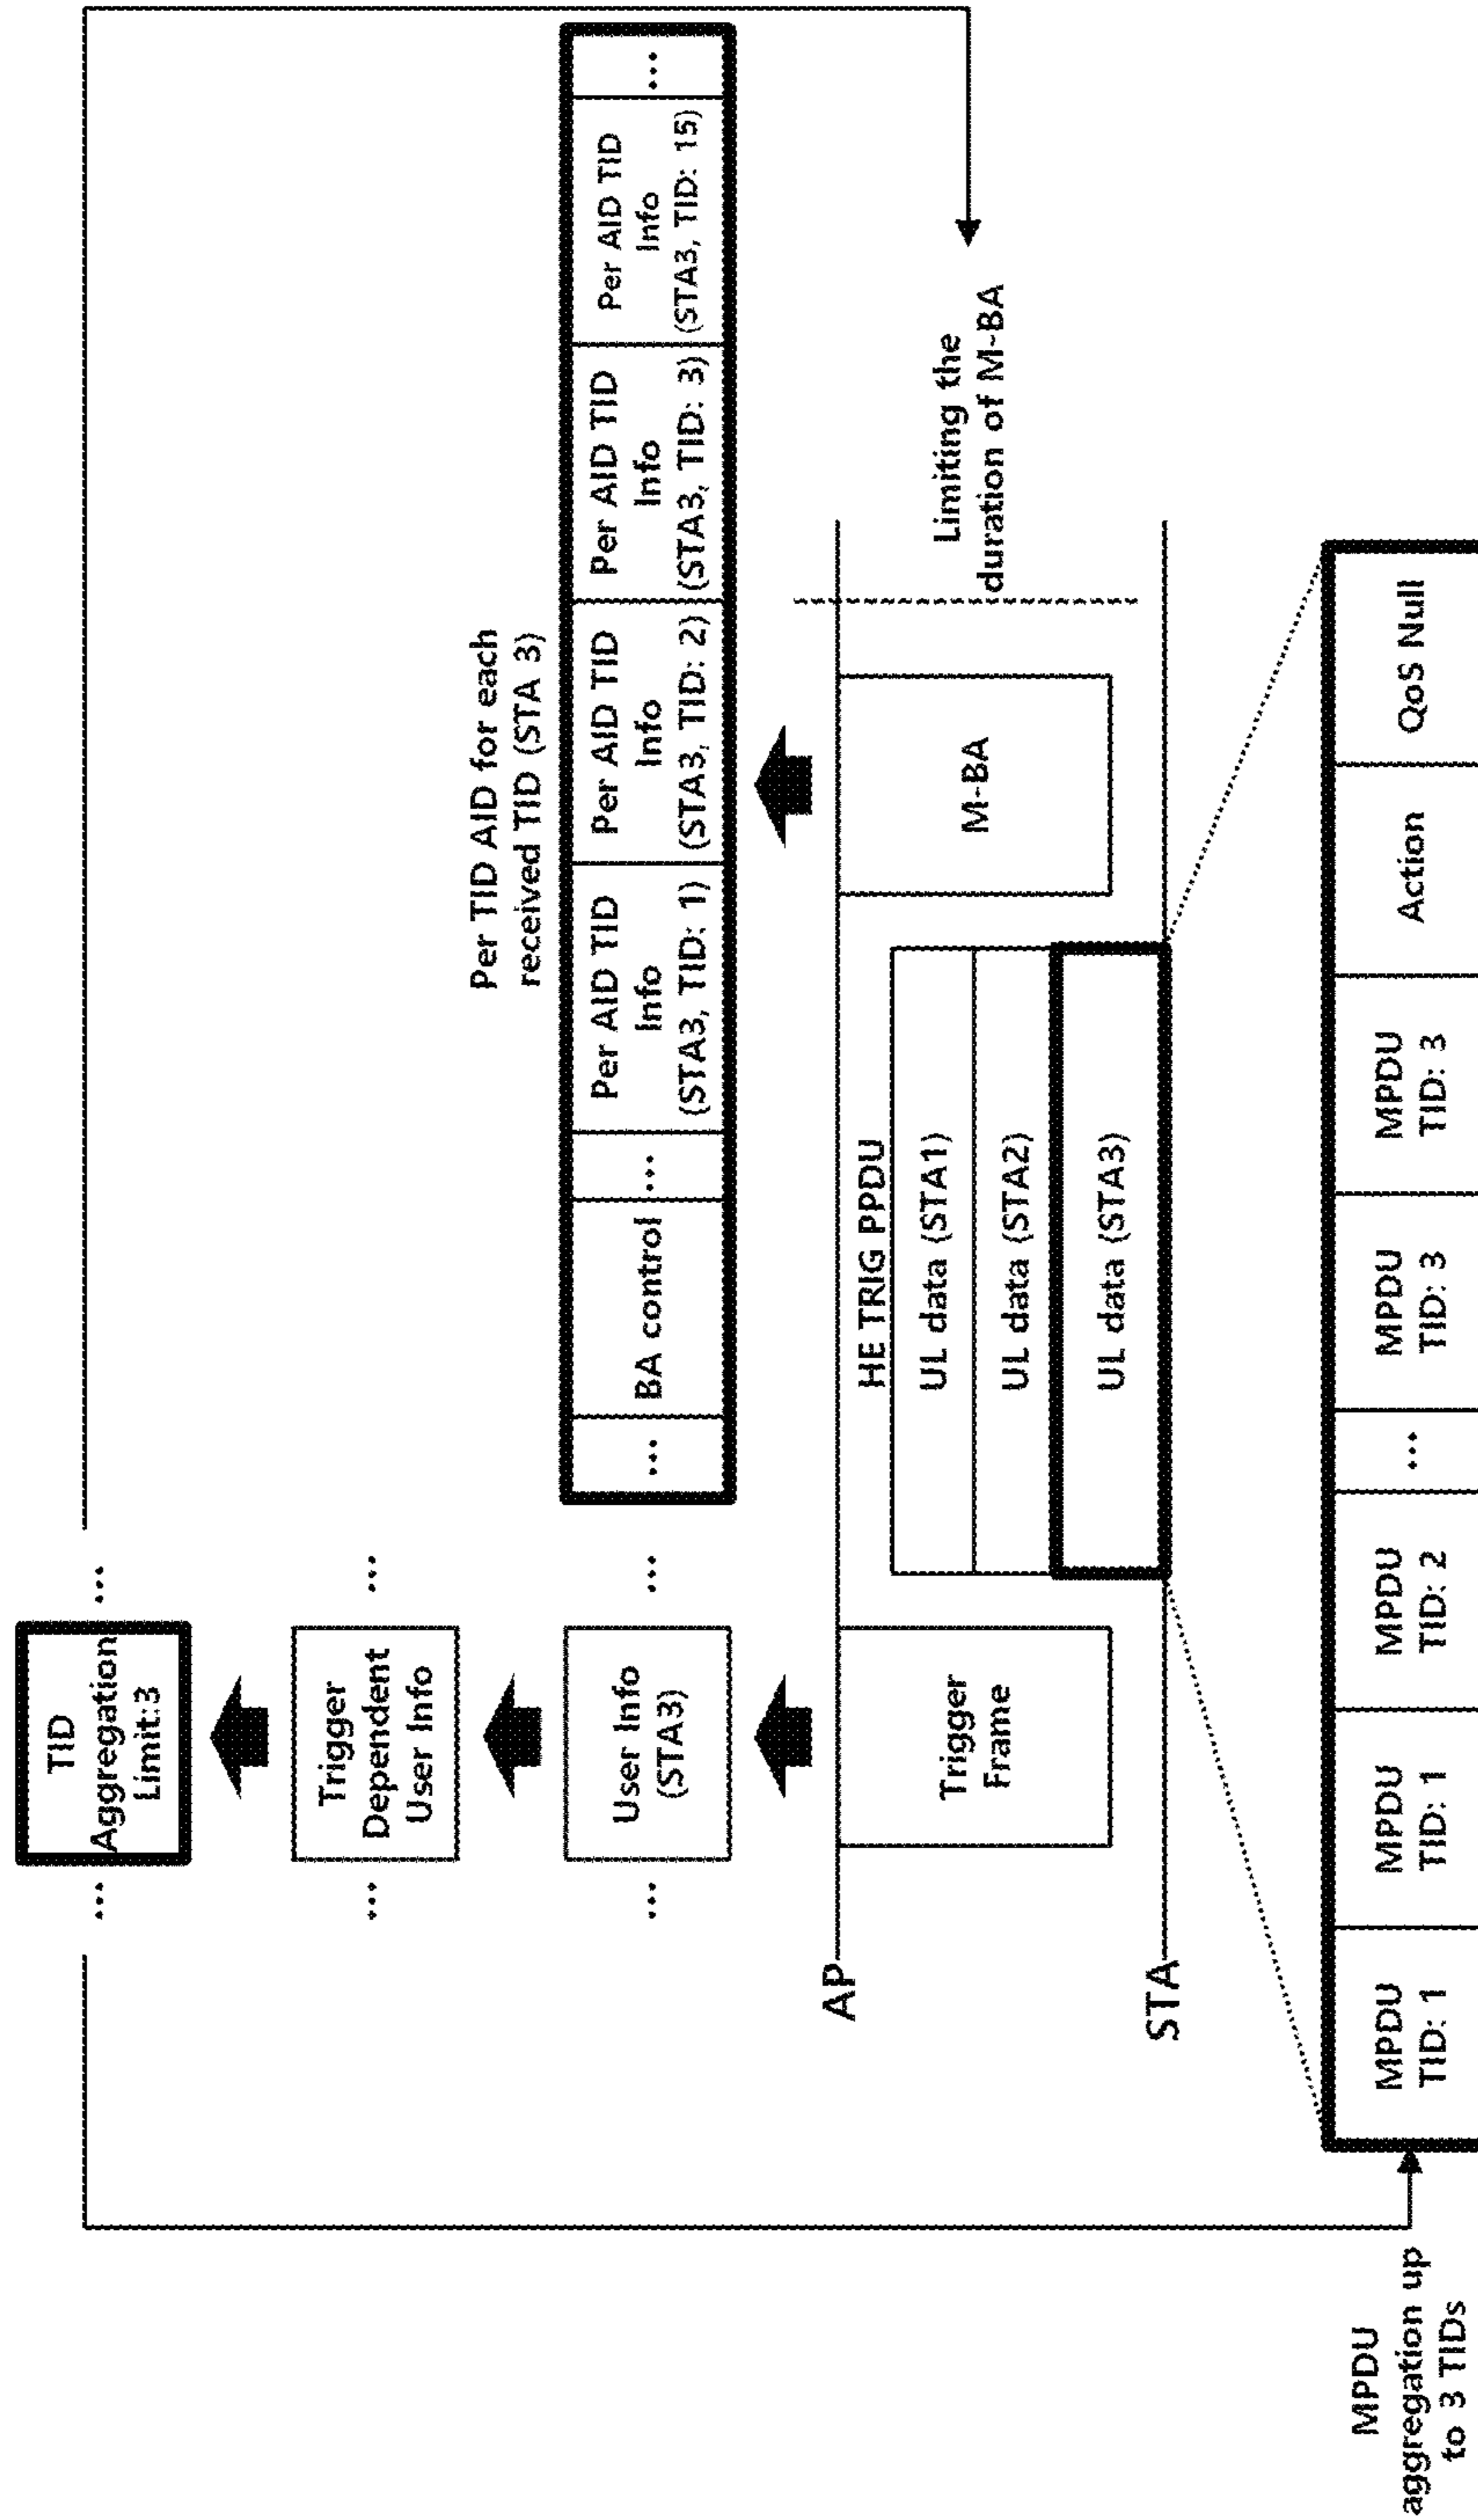 ...
TID
Aggregation
Limit:3
...
...
Trigger
Dependent
User Info
...
...
User Info
(STA3)
...
Per TID AID for each
received TID (STA 3)
...
BA control
...
Per AID TID
Info
(STA3, TID: 1)
Per AID TID
Info
(STA3, TID: 2)
Per AID TID
Info
(STA3, TID: 3)
Per AID TID
Info
(STA3, TID: 15)
...
AP
Trigger
Frame
HE TRIG PPDU
UL data (STA1)
UL data (STA2)
UL data (STA3)
M-BA
Limiting the
duration of M-BA
STA
MPDU
aggregation up
to 3 TIDs
MPDU
TID: 1
MPDU
TID: 1
MPDU
TID: 2
...
MPDU
TID: 3
MPDU
TID: 3
Action
QoS Null